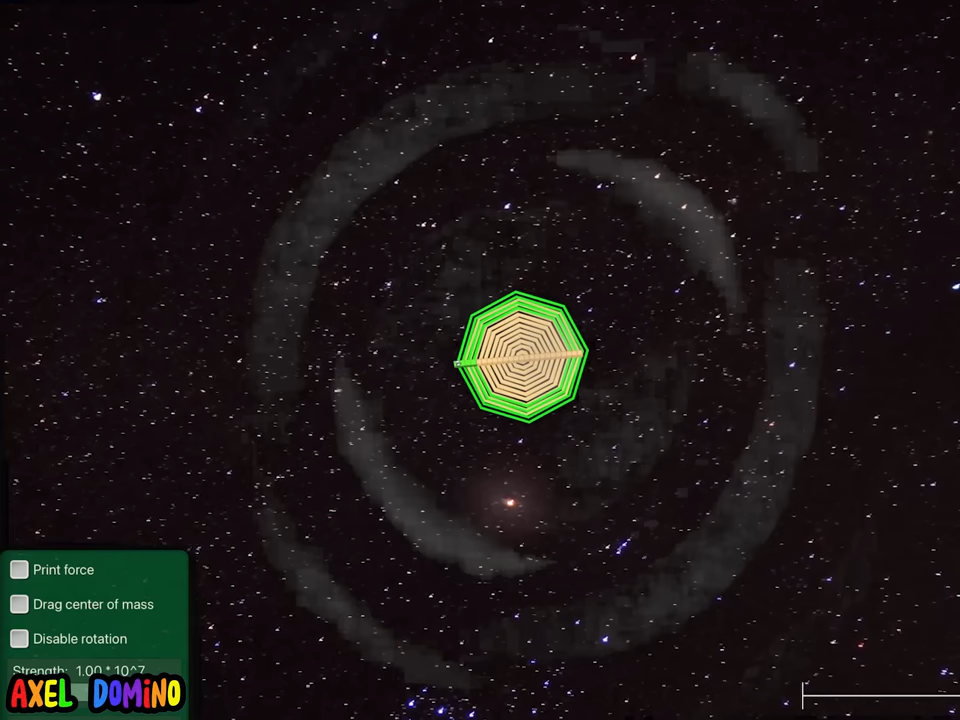 Print force
Drag center of mass
Disable rotation
Strength: 1.00 * 10^7
AXEL DOMINO